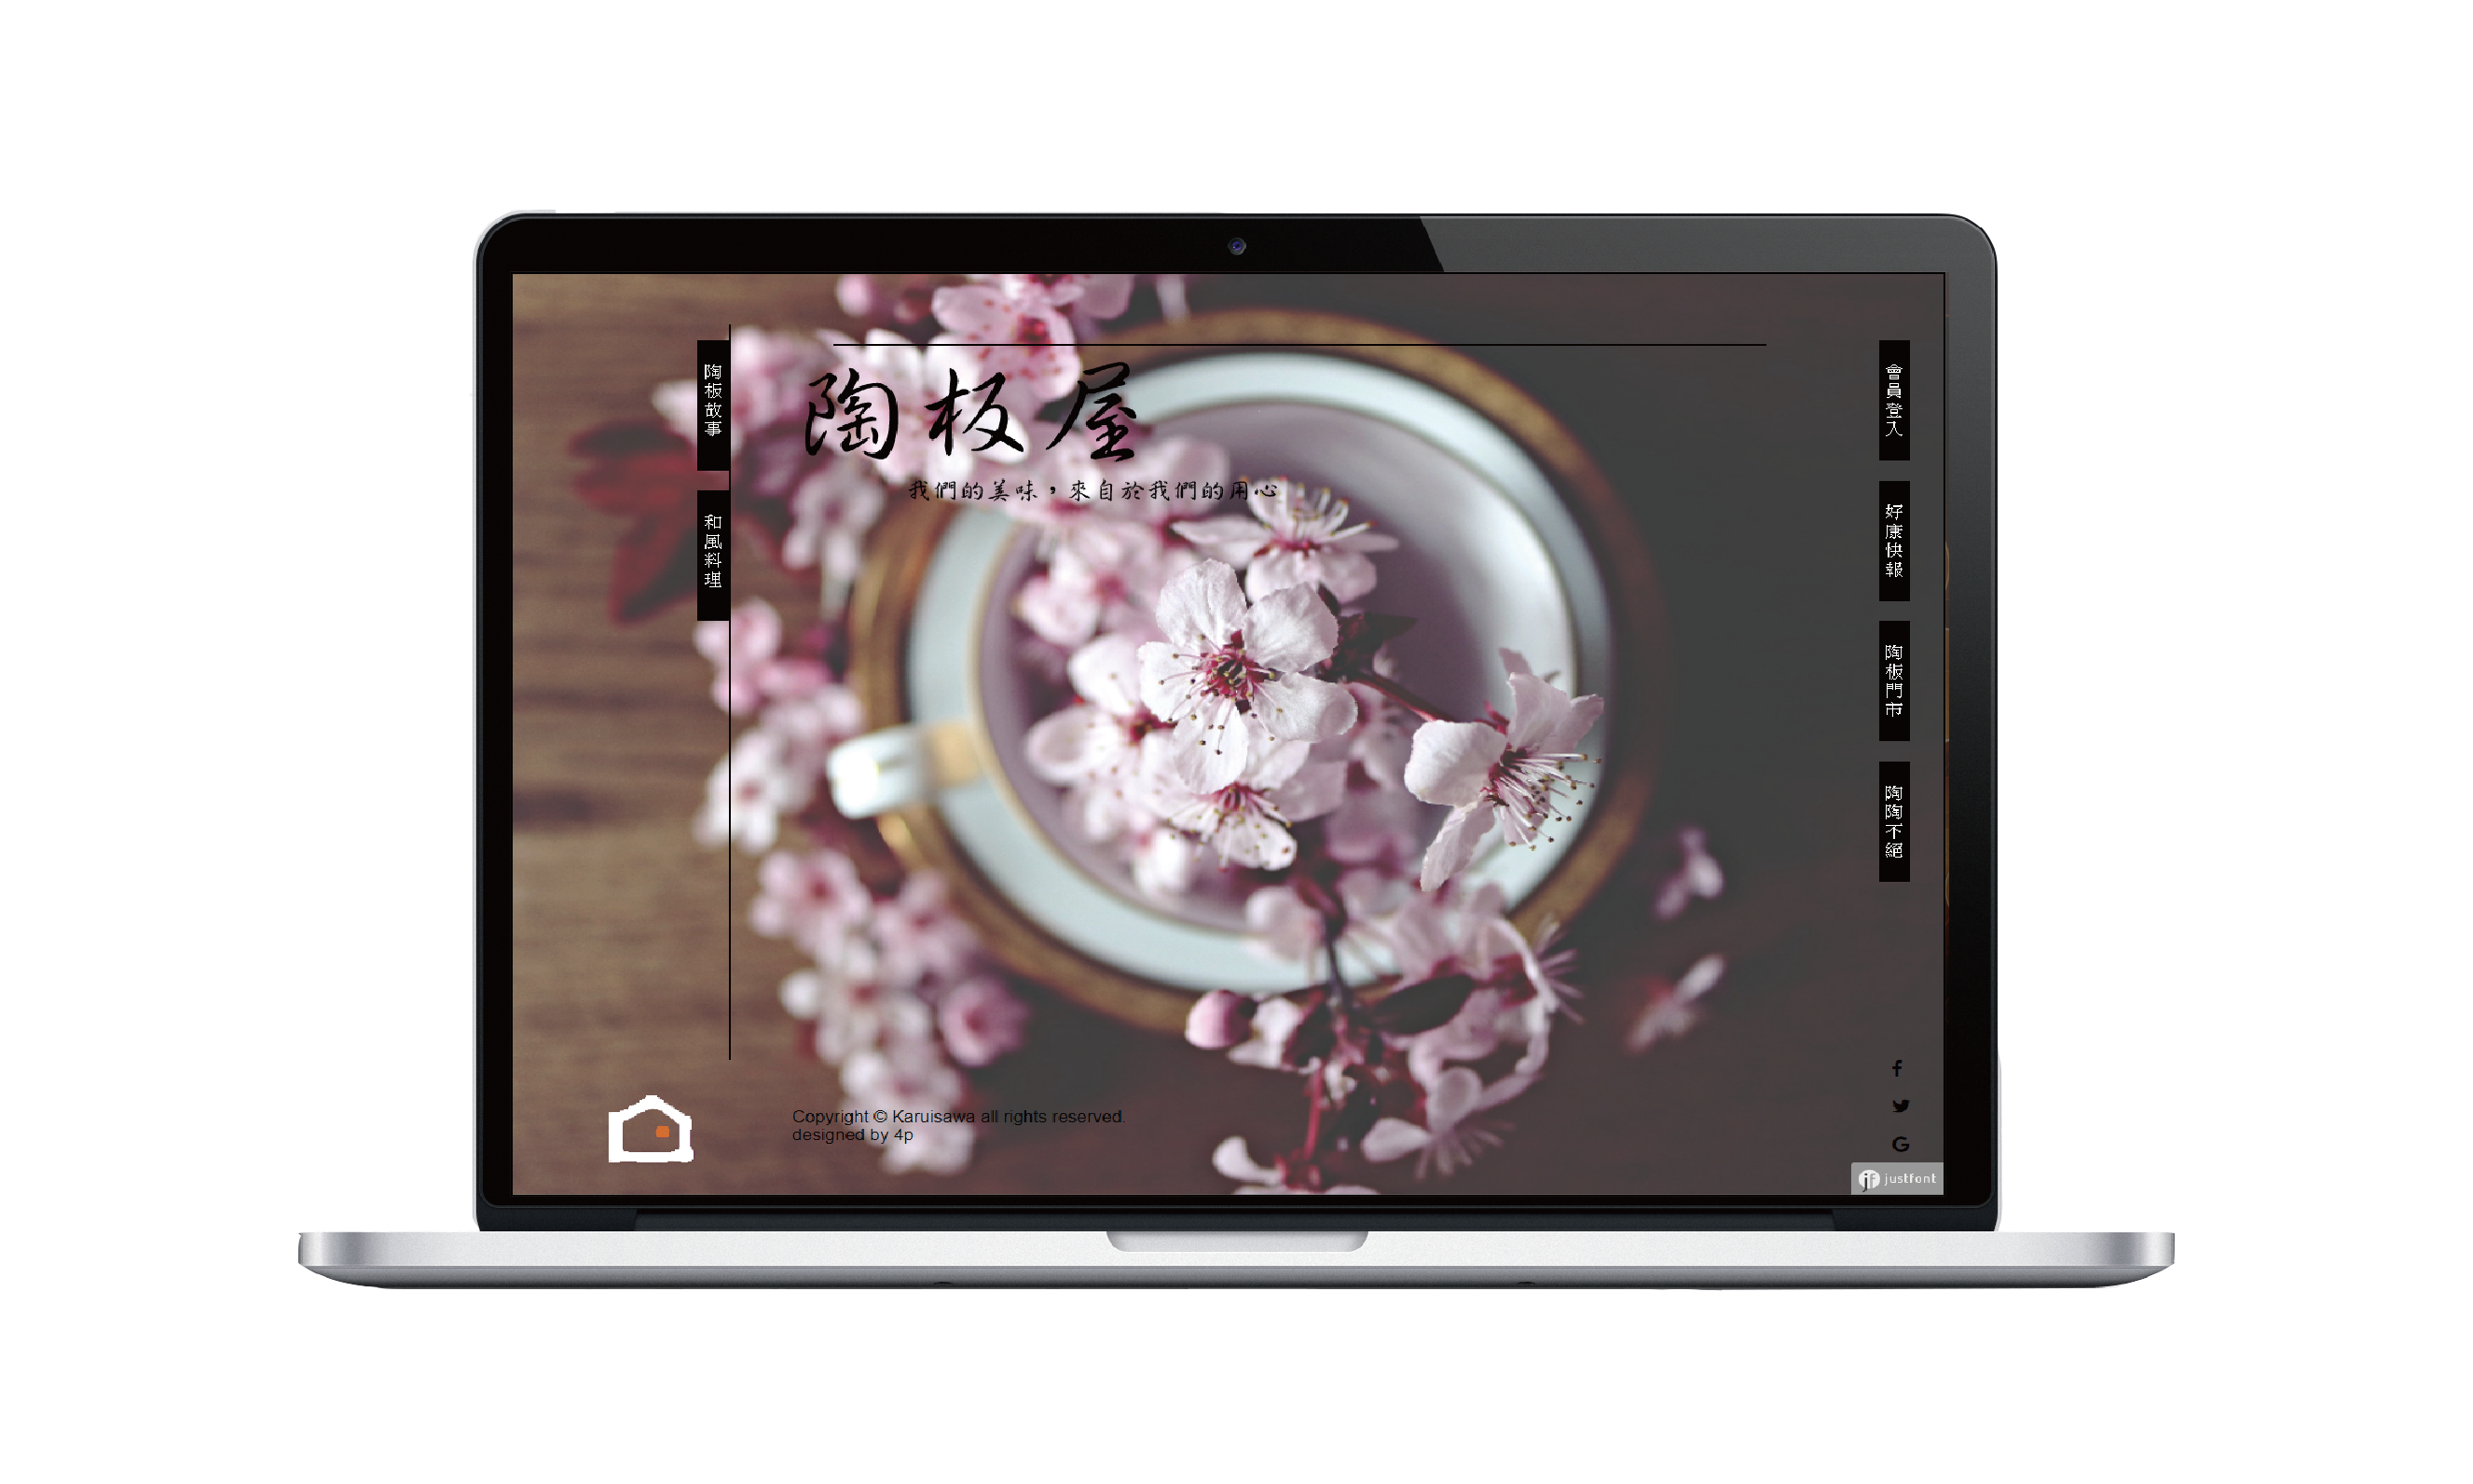 陶板屋
我們的美味，來自於我們的用心
陶板故事
和風料理
會員登入
好康快報
陶板門市
陶陶不絕
Copyright © Karuisawa all rights reserved.
designed by 4p
f
G
jf justfont